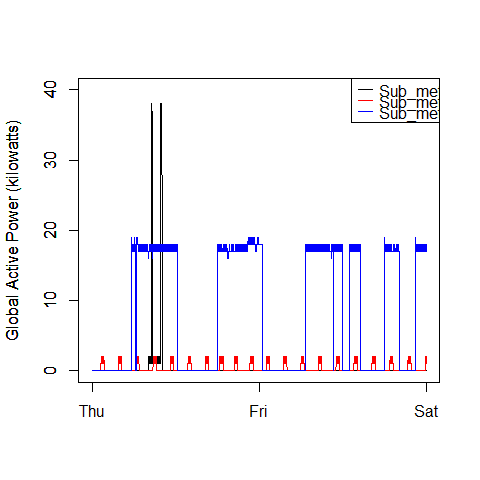 Global Active Power (kilowatts)
40
30
20
10
0
Sub_me
Sub_me
Sub_me
Thu
Fri
Sat